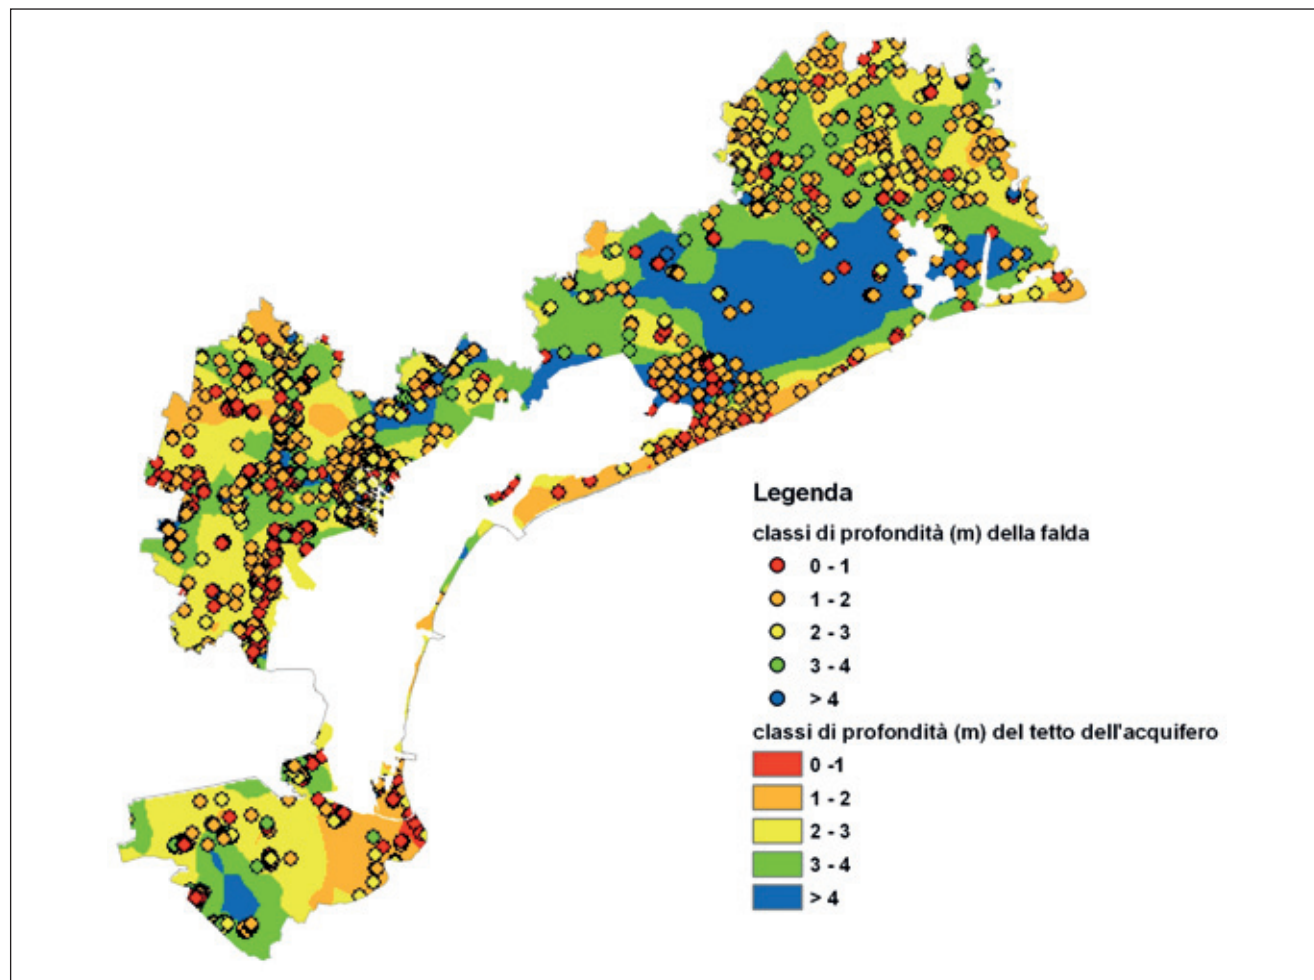 Legenda
classi di profondità (m) della falda
0 - 1
1 - 2
2 - 3
3 - 4
> 4
classi di profondità (m) del tetto dell'acquifero
0 -1
1 - 2
2 - 3
3 - 4
> 4